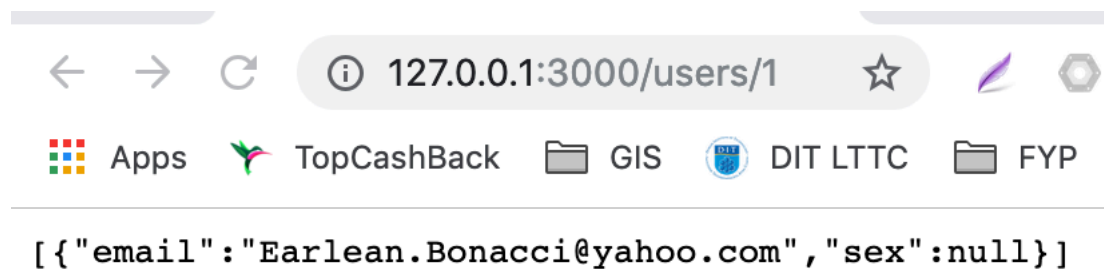 127.0.0.1:3000/users/1
Apps TopCashBack GIS DIT DIT LTTC FYP
[{"email":"Earlean.Bonacci@yahoo.com","sex":null}]